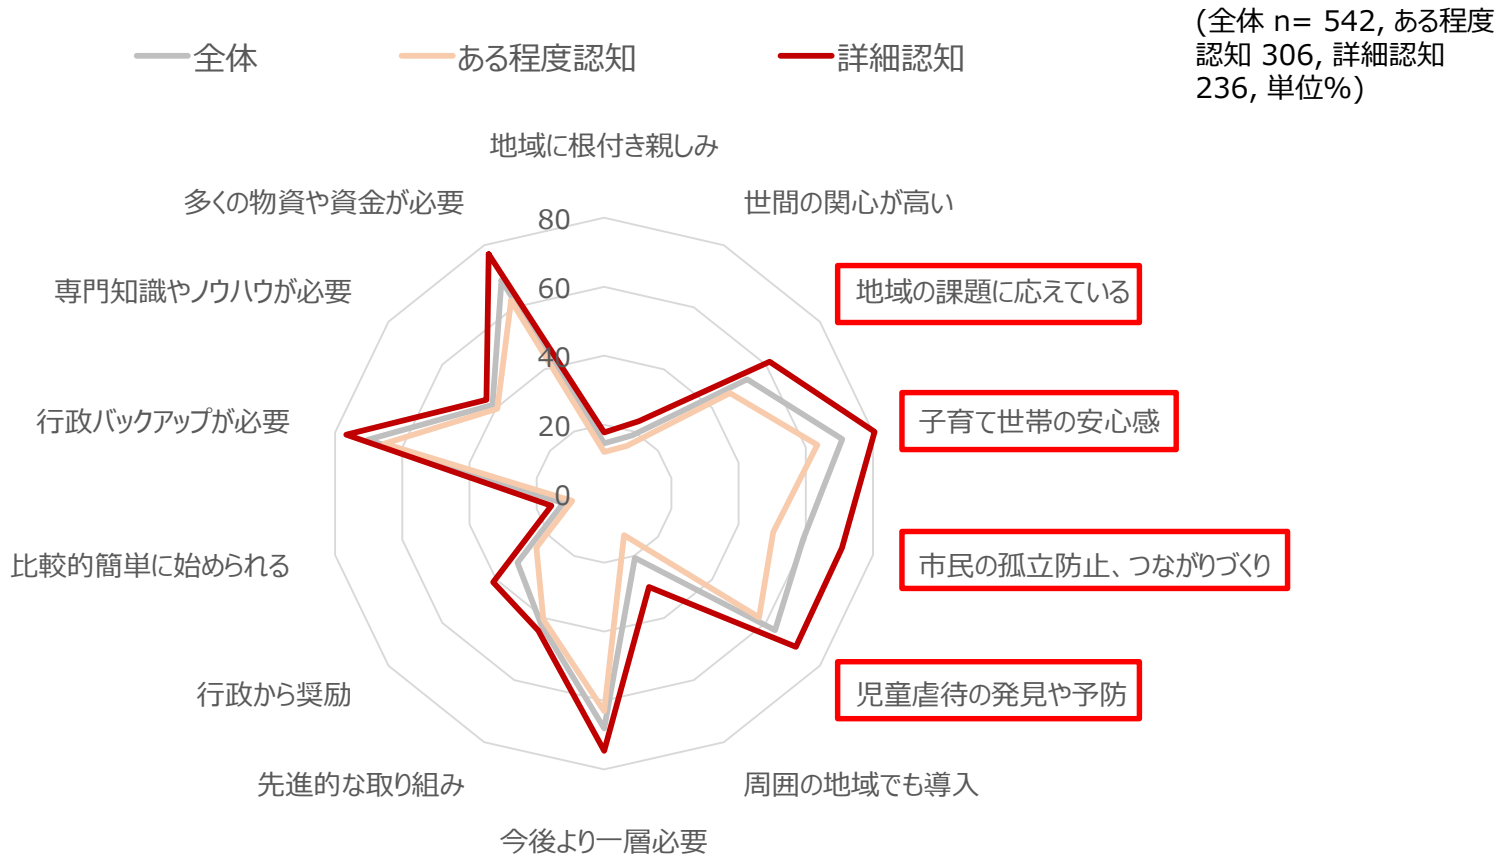 (全体 n= 542, ある程度
認知 306, 詳細認知
236, 単位%)
全体
ある程度認知
詳細認知
地域に根付き親しみ
多くの物資や資金が必要
世間の関心が高い
80
専門知識やノウハウが必要
60
地域の課題に応えている
40
行政バックアップが必要
20
子育て世帯の安心感
0
比較的簡単に始められる
市民の孤立防止、つながりづくり
行政から奨励
児童虐待の発見や予防
先進的な取り組み
周囲の地域でも導入
今後より一層必要